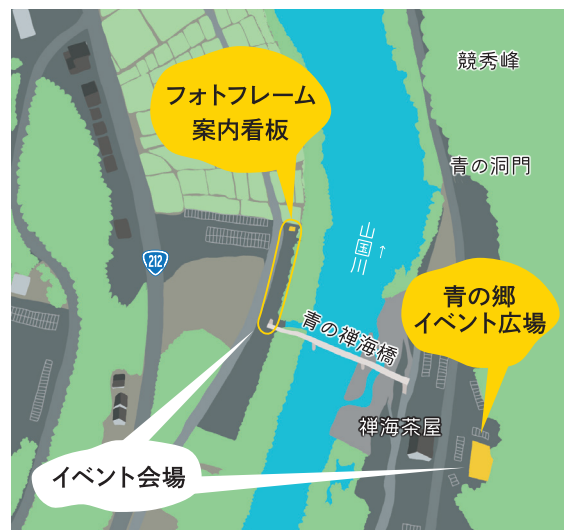 競秀峰
フォトフレーム
案内看板
青の洞門
山国川
↑
212
青の郷
イベント広場
青の禅海橋
禅海茶屋
イベント会場